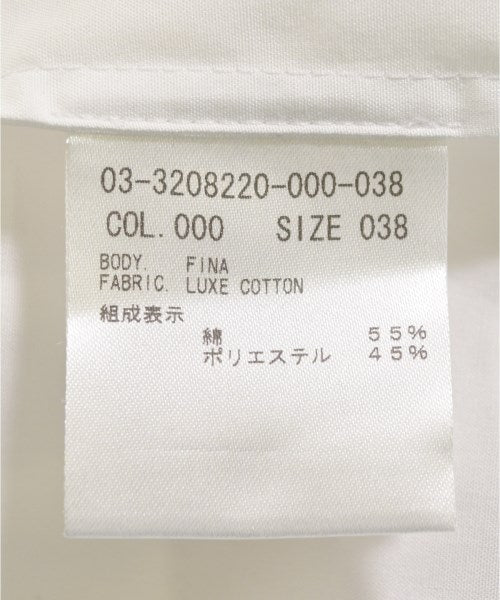 03-3208220-000-038
COL. 000 SIZE 038
BODY. FINA
FABRIC. LUXE COTTON
組成表示
綿 55%
ポリエステル 45%